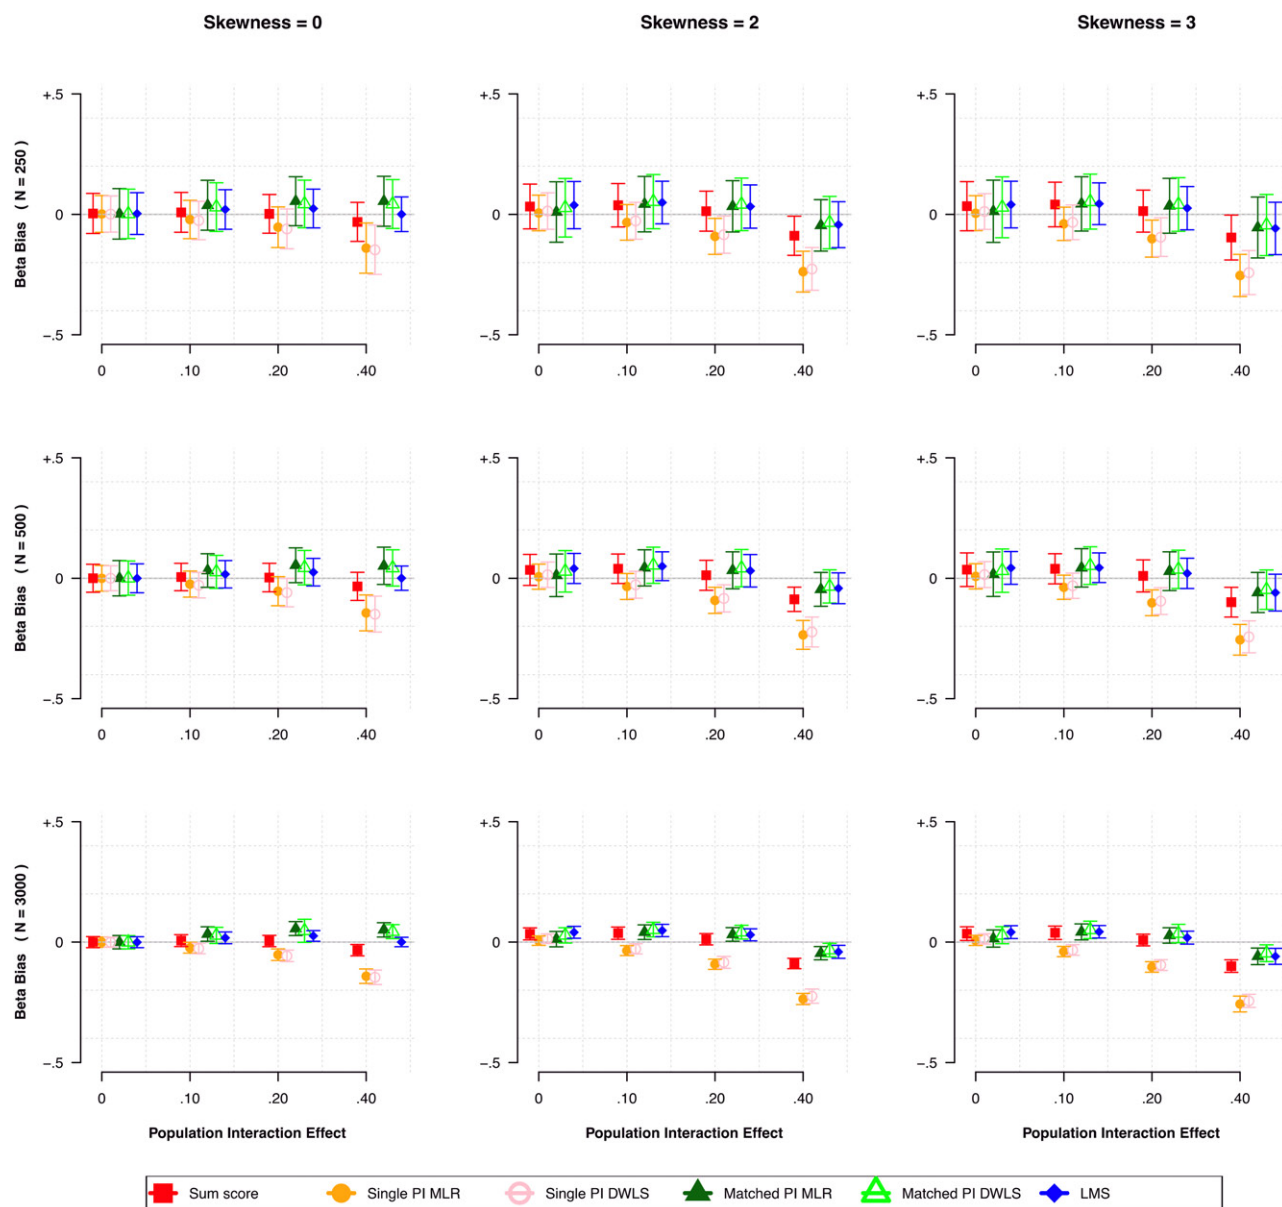 Skewness = 0
Skewness = 2
Skewness = 3
Beta Bias ( N = 250 )
+.5
0
−.5
0 .10 .20 .40
+.5
0
−.5
0 .10 .20 .40
+.5
0
−.5
0 .10 .20 .40
Beta Bias ( N = 500 )
+.5
0
−.5
0 .10 .20 .40
+.5
0
−.5
0 .10 .20 .40
+.5
0
−.5
0 .10 .20 .40
Beta Bias ( N = 3000 )
+.5
0
−.5
0 .10 .20 .40
Population Interaction Effect
+.5
0
−.5
0 .10 .20 .40
Population Interaction Effect
+.5
0
−.5
0 .10 .20 .40
Population Interaction Effect
Sum score Single PI MLR Single PI DWLS Matched PI MLR Matched PI DWLS LMS